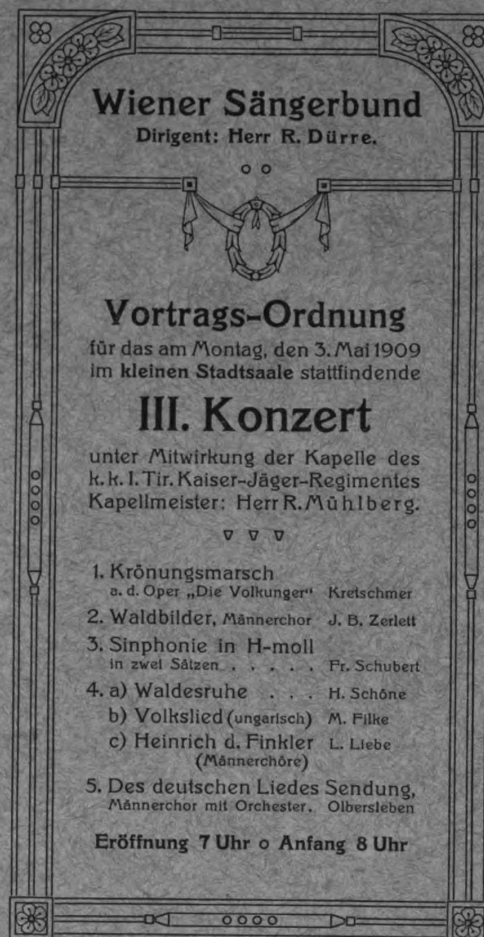 Wiener Sängerbund
Dirigent: Herr R. Dürre.
Vortrags-Ordnung
für das am Montag, den 3. Mai 1909
im kleinen Stadtsaale stattfindende
III. Konzert
unter Mitwirkung der Kapelle des
k. k. I. Tir. Kaiser-Jäger-Regimentes
Kapellmeister: Herr R. Mühlberg.
1. Krönungsmarsch
a. d. Oper „Die Volkunger" Kretschmer
2. Waldbilder, Männerchor J. B. Zerlett
3. Sinphonie in H-moll
in zwei Sätzen . . . . . Fr. Schubert
4. a) Waldesruhe . . . H. Schöne
b) Volkslied (ungarisch) M. Filke
c) Heinrich d. Finkler L. Liebe
(Männerchöre)
5. Des deutschen Liedes Sendung,
Männerchor mit Orchester. Olbersleben
Eröffnung 7 Uhr o Anfang 8 Uhr